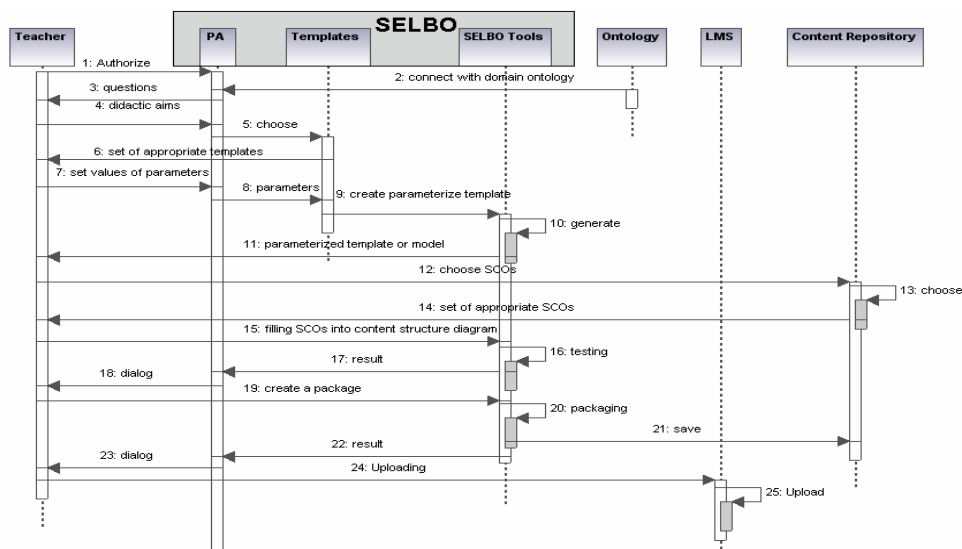 SELBO
Teacher
PA
Templates
SELBO Tools
Ontology
LMS
Content Repository
1: Authorize
2: connect with domain ontology
3: questions
4: didactic aims
5: choose
6: set of appropriate templates
7: set values of parameters
8: parameters
9: create parameterize template
10: generate
11: parameterized template or model
12: choose SCOs
13: choose
14: set of appropriate SCOs
15: filling SCOs into content structure diagram
16: testing
17: result
18: dialog
19: create a package
20: packaging
21: save
22: result
23: dialog
24: Uploading
25: Upload